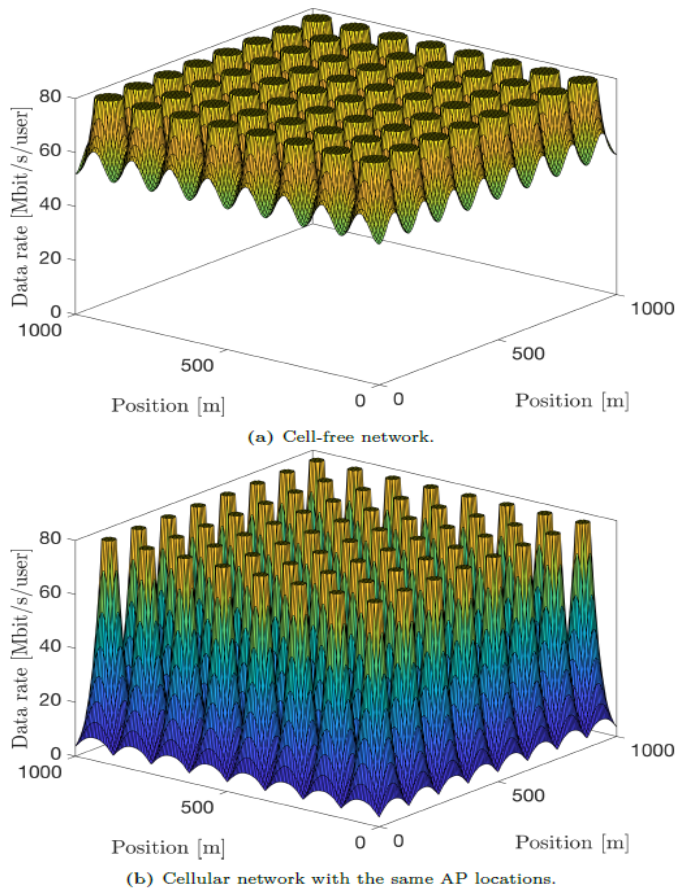 80
60
40
20
0
1000
500
0
0
500
1000
Data rate [Mbit/s/user]
Position [m]
Position [m]
(a) Cell-free network.
80
60
40
20
0
1000
500
0
0
500
1000
Data rate [Mbit/s/user]
Position [m]
Position [m]
(b) Cellular network with the same AP locations.